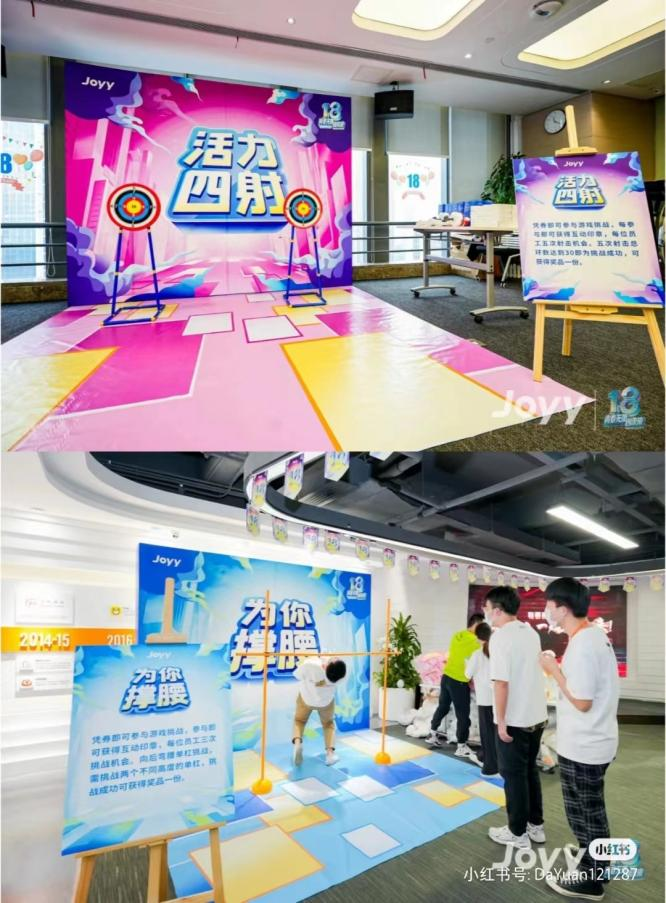 Joyy
18
活力
四射
18
18
Joyy
活力
四射
凭券即可参与游戏挑战，每参
与即可获得互动印章，每位员
工五次射击机会。五次射击总
环数达到30即为挑战成功，可
获得奖品一份。
Joyy
18
Joyy
18
为你
撑腰
2014-15
2016
Joyy
为你
撑腰
凭券即可参与游戏挑战，参与即
可获得互动印章，每位员工三次
挑战机会。向后弯腰单杠挑战，
需挑战两个不同高度的单杠，挑
战成功可获得奖品一份。
Joyy
小红书
小红书号: DaYuan121287